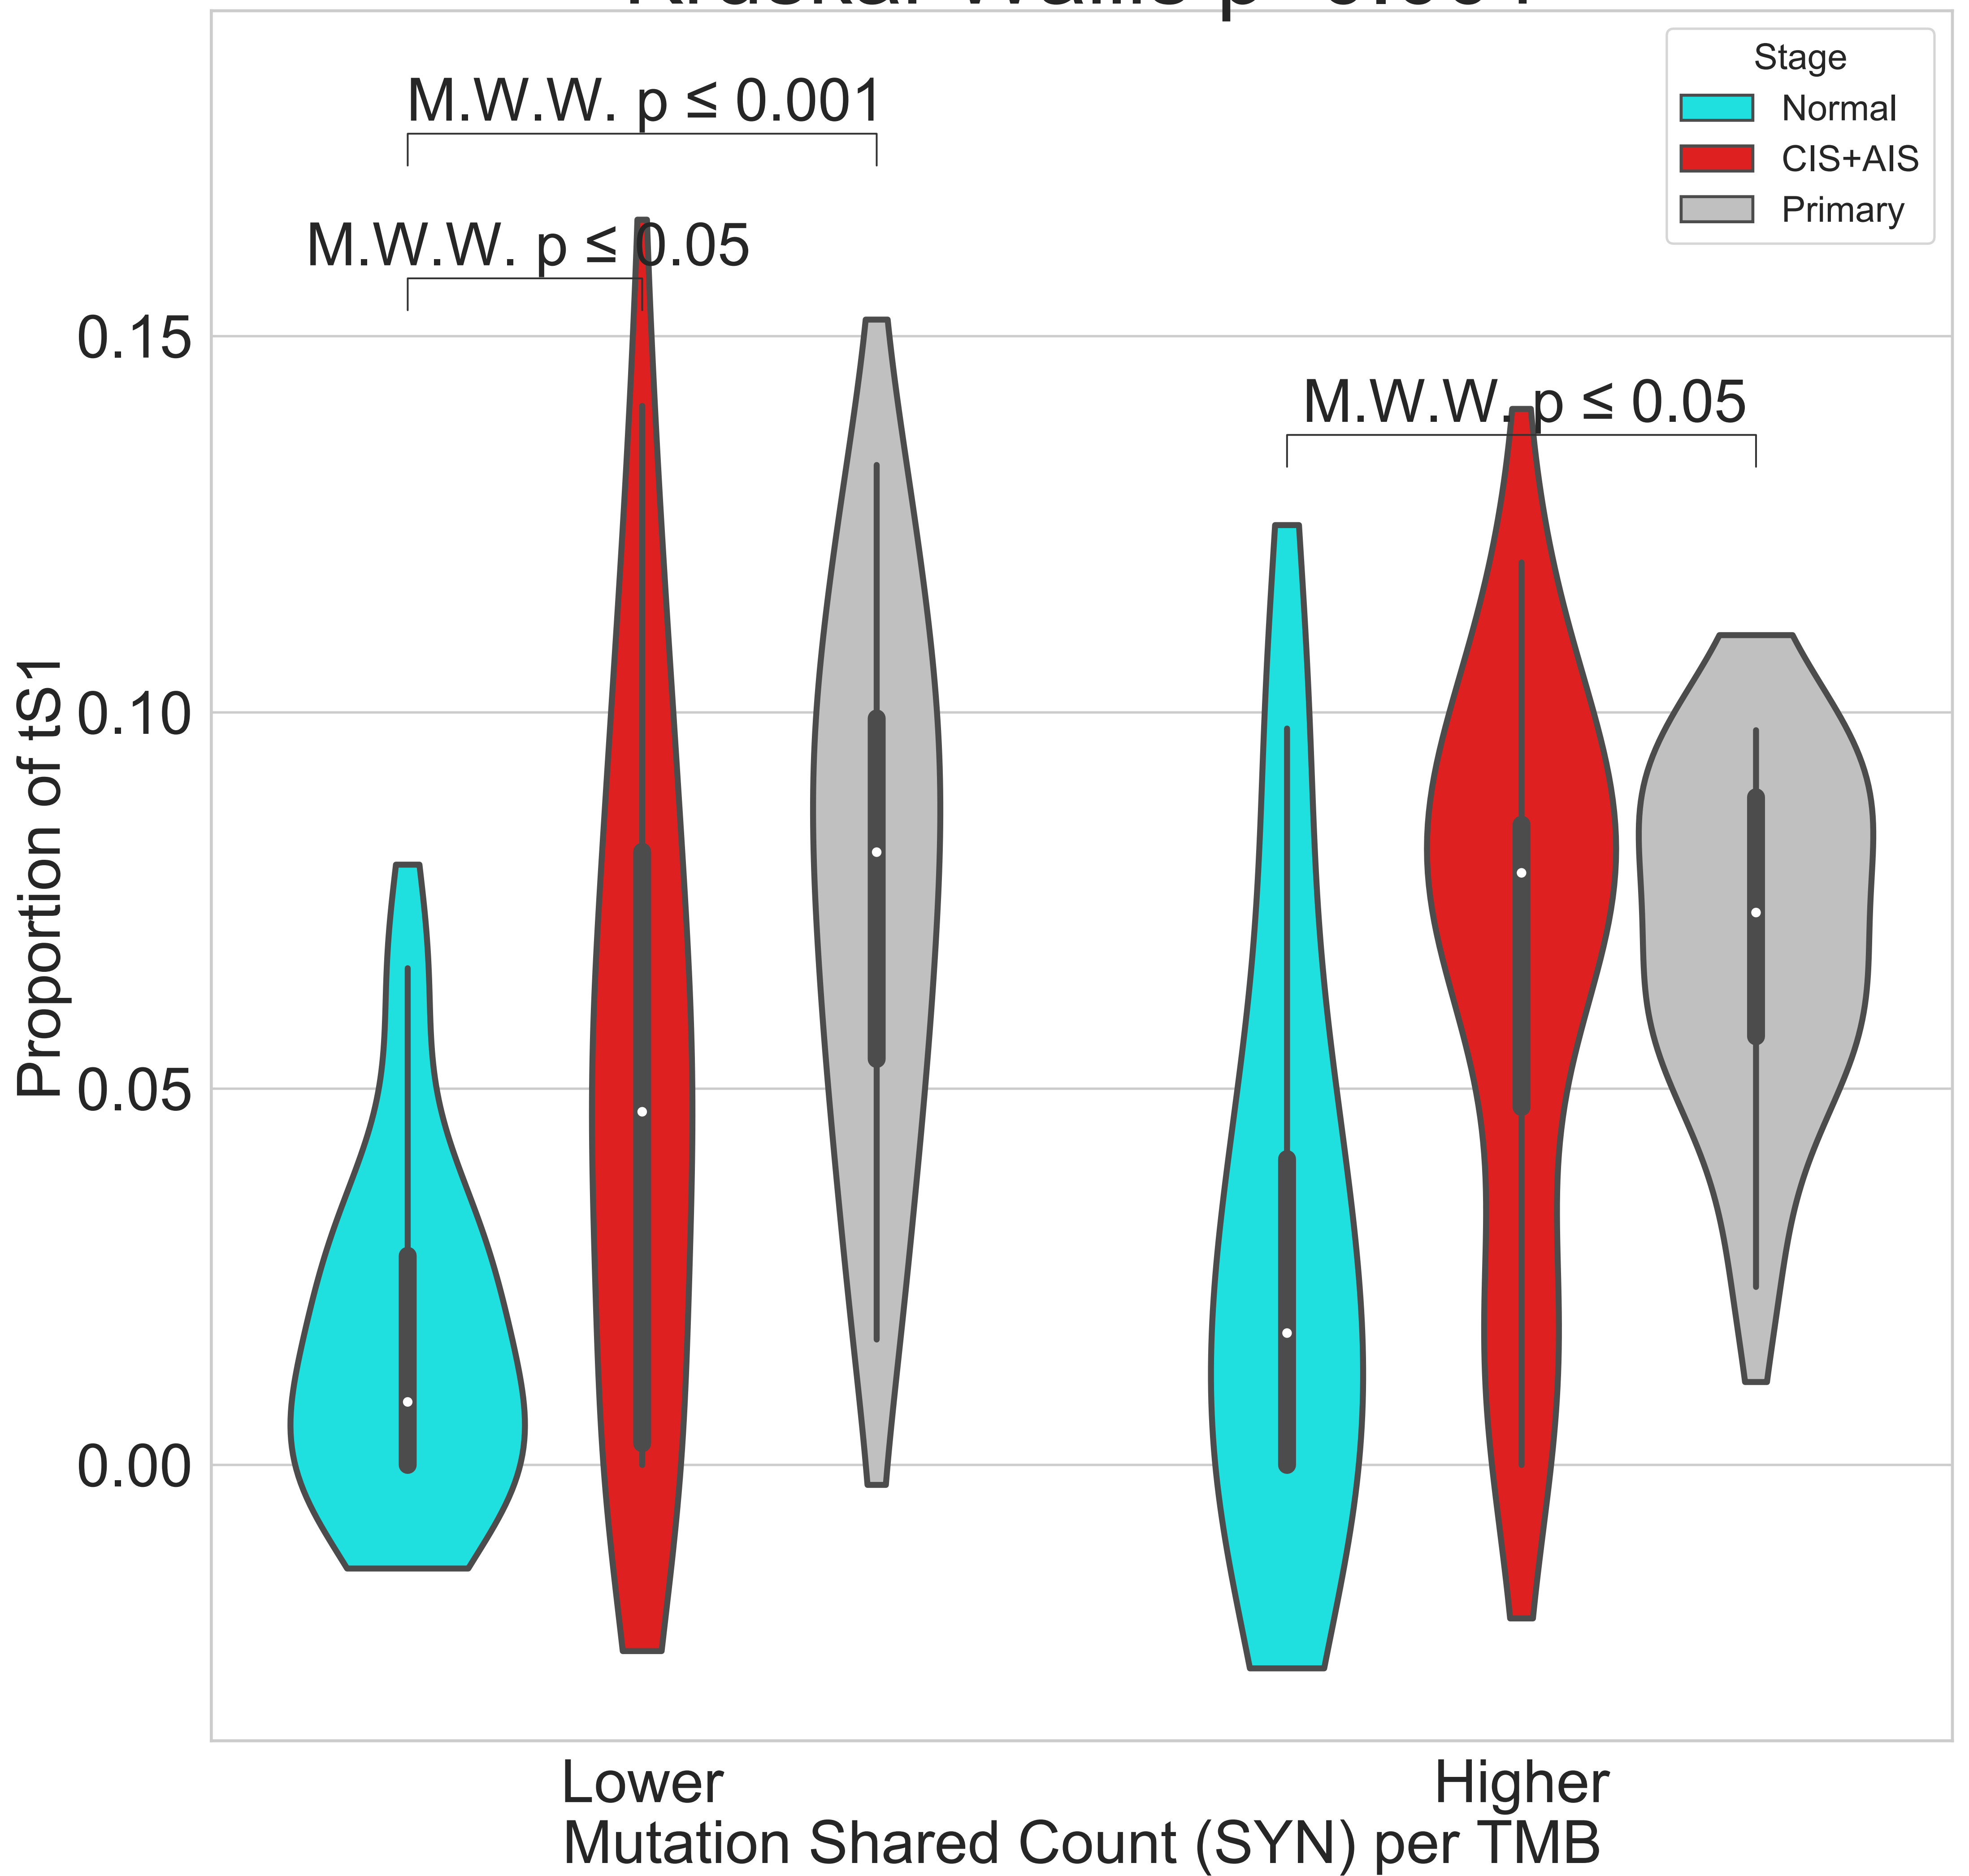 Stage
Normal
CIS+AIS
Primary
M.W.W. p ≤ 0.001
M.W.W. p ≤ 0.05
M.W.W. p ≤ 0.05
0.15
0.10
0.05
0.00
Proportion of tS1
Lower
Higher
Mutation Shared Count (SYN) per TMB